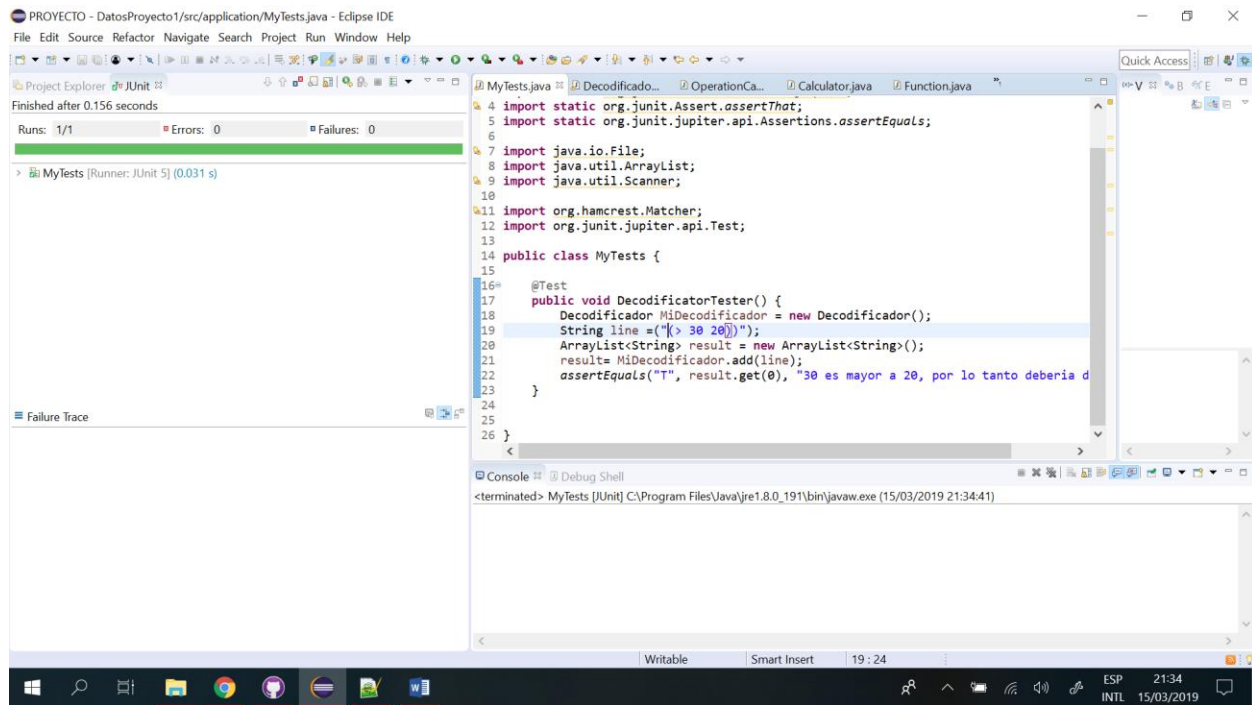 PROYECTO - DatosProyecto1/src/application/MyTests.java - Eclipse IDE
File Edit Source Refactor Navigate Search Project Run Window Help
Quick Access
Project Explorer JUnit
Finished after 0.156 seconds
Runs: 1/1 Errors: 0 Failures: 0
MyTests [Runner: JUnit 5] (0.031 s)
Failure Trace
MyTests.java Decodificado... OperationCa... Calculator.java Function.java
V B E
4 import static org.junit.Assert.assertThat;
5 import static org.junit.jupiter.api.Assertions.assertEquals;
6
7 import java.io.File;
8 import java.util.ArrayList;
9 import java.util.Scanner;
10
11 import org.hamcrest.Matcher;
12 import org.junit.jupiter.api.Test;
13
14 public class MyTests {
15
16 @Test
17 public void DecodificatorTester() {
18 Decodificador MiDecodificador = new Decodificador();
19 String line =("(> 30 20))");
20 ArrayList<String> result = new ArrayList<String>();
21 result= MiDecodificador.add(line);
22 assertEquals("T", result.get(0), "30 es mayor a 20, por lo tanto deberia d
23 }
24
25
26 }
Console Debug Shell
<terminated> MyTests [JUnit] C:\Program Files\Java\jre1.8.0_191\bin\javaw.exe (15/03/2019 21:34:41)
Writable Smart Insert 19 : 24
ESP
INTL
21:34
15/03/2019